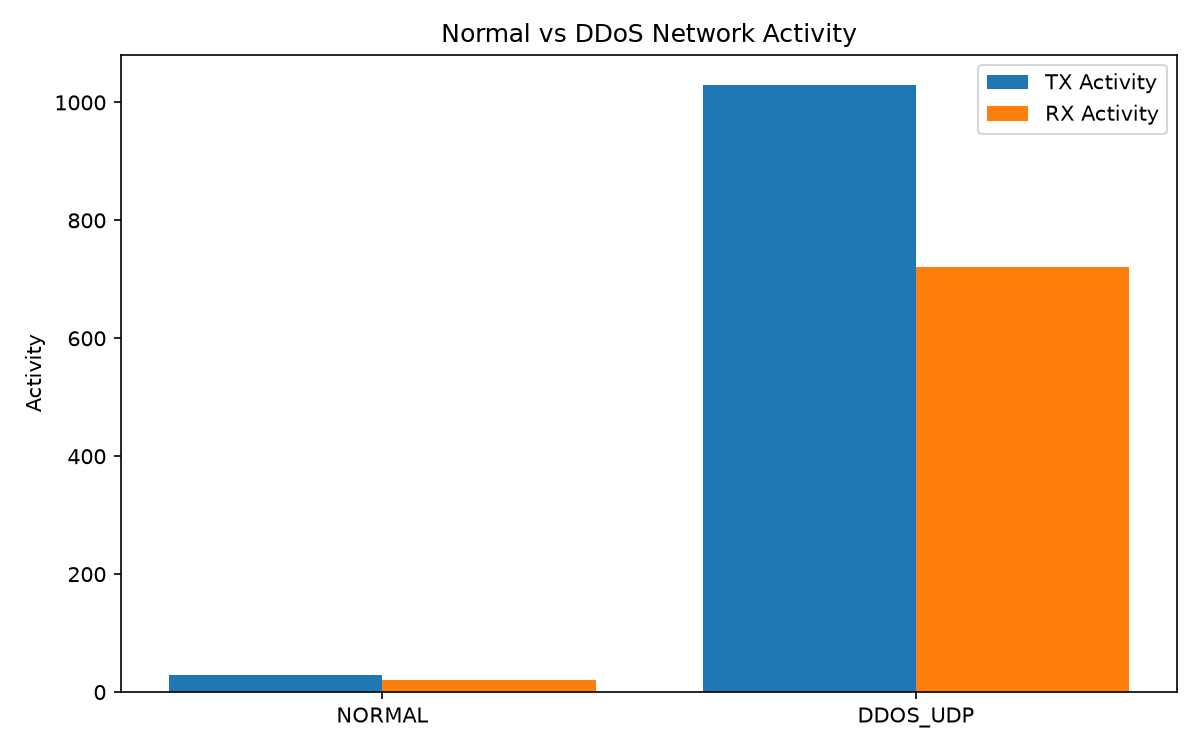 Normal vs DDoS Network Activity
TX Activity
RX Activity
1000
800
600
400
200
0
Activity
NORMAL
DDOS_UDP